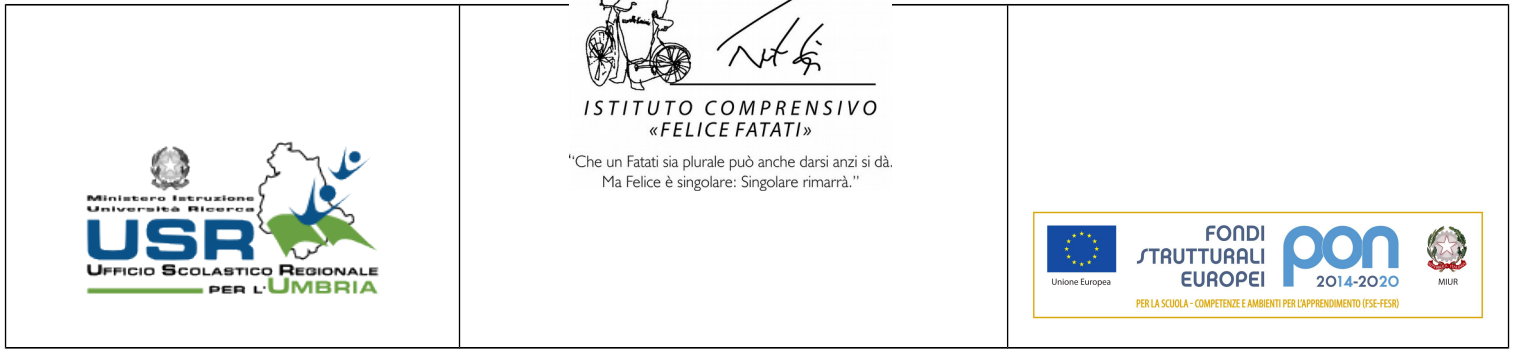 Ministero Istruzione
Università Ricerca
USR
UFFICIO SCOLASTICO REGIONALE
PER L'UMBRIA
ISTITUTO COMPRENSIVO
«FELICE FATATI»
"Che un Fatati sia plurale può anche darsi anzi si dà.
Ma Felice è singolare: Singolare rimarrà."
Unione Europea
FONDI
STRUTTURALI
EUROPEI
pon
2014-2020
MIUR
PER LA SCUOLA - COMPETENZE E AMBIENTI PER L'APPRENDIMENTO (FSE-FESR)